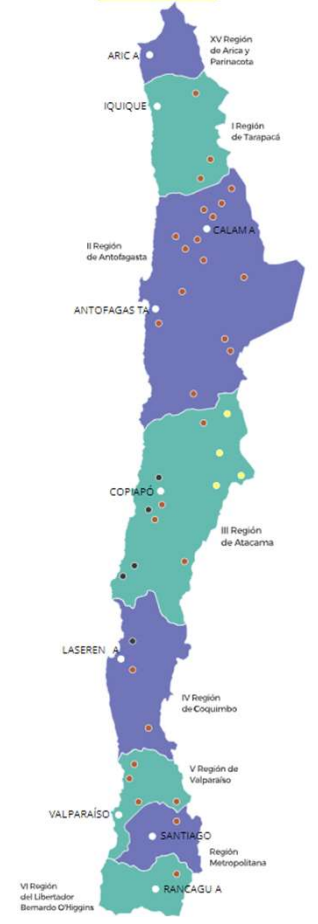 XV Región
de Arica y
Parinacota
ARIC A
IQUIQUE
I Región
de Tarapacá
CALAM A
II Región
de Antofagasta
ANTOFAGAS TA
COPIAPÓ
III Región
de Atacama
LASEREN A
IV Región
de Coquimbo
V Región de
Valparaíso
VALPARAÍSO
SANTIAGO
Región
Metropolitana
VI Región
del Libertador
Bernardo O'Higgins
RANCAGU A